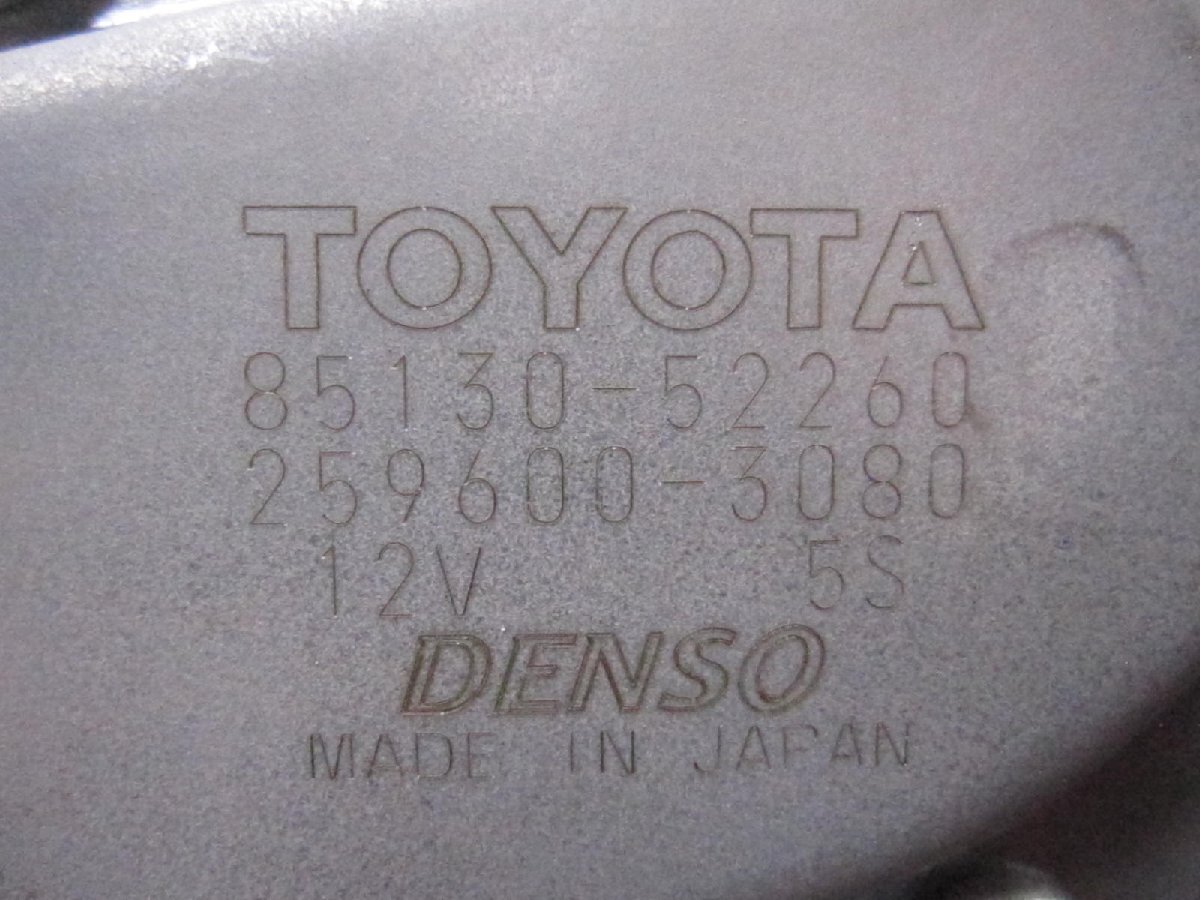 TOYOTA
85130-52260
259600-3080
12V 5S
DENSO
MADE IN JAPAN